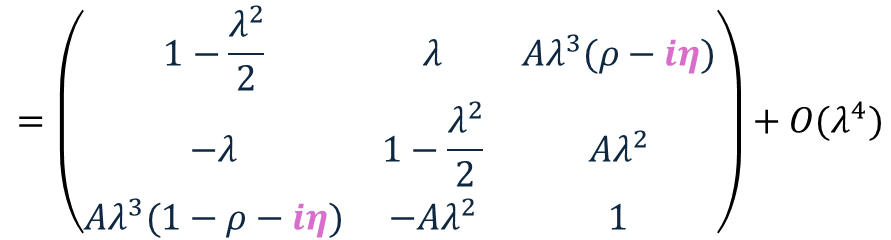 = ( 1 − λ²/2   λ   Aλ³(ρ − iη)
−λ   1 − λ²/2   Aλ²
Aλ³(1 − ρ − iη)   −Aλ²   1 ) + O(λ⁴)